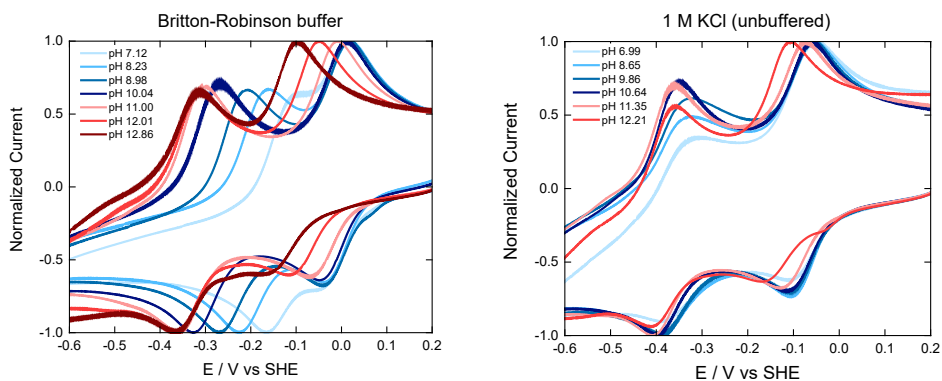 Britton-Robinson buffer
Normalized Current
1.0
0.5
0.0
-0.5
-1.0
pH 7.12
pH 8.23
pH 8.98
pH 10.04
pH 11.00
pH 12.01
pH 12.86
-0.6 -0.5 -0.4 -0.3 -0.2 -0.1 0.0 0.1 0.2
E / V vs SHE
1 M KCl (unbuffered)
Normalized Current
1.0
0.5
0.0
-0.5
-1.0
pH 6.99
pH 8.65
pH 9.86
pH 10.64
pH 11.35
pH 12.21
-0.6 -0.5 -0.4 -0.3 -0.2 -0.1 0.0 0.1 0.2
E / V vs SHE